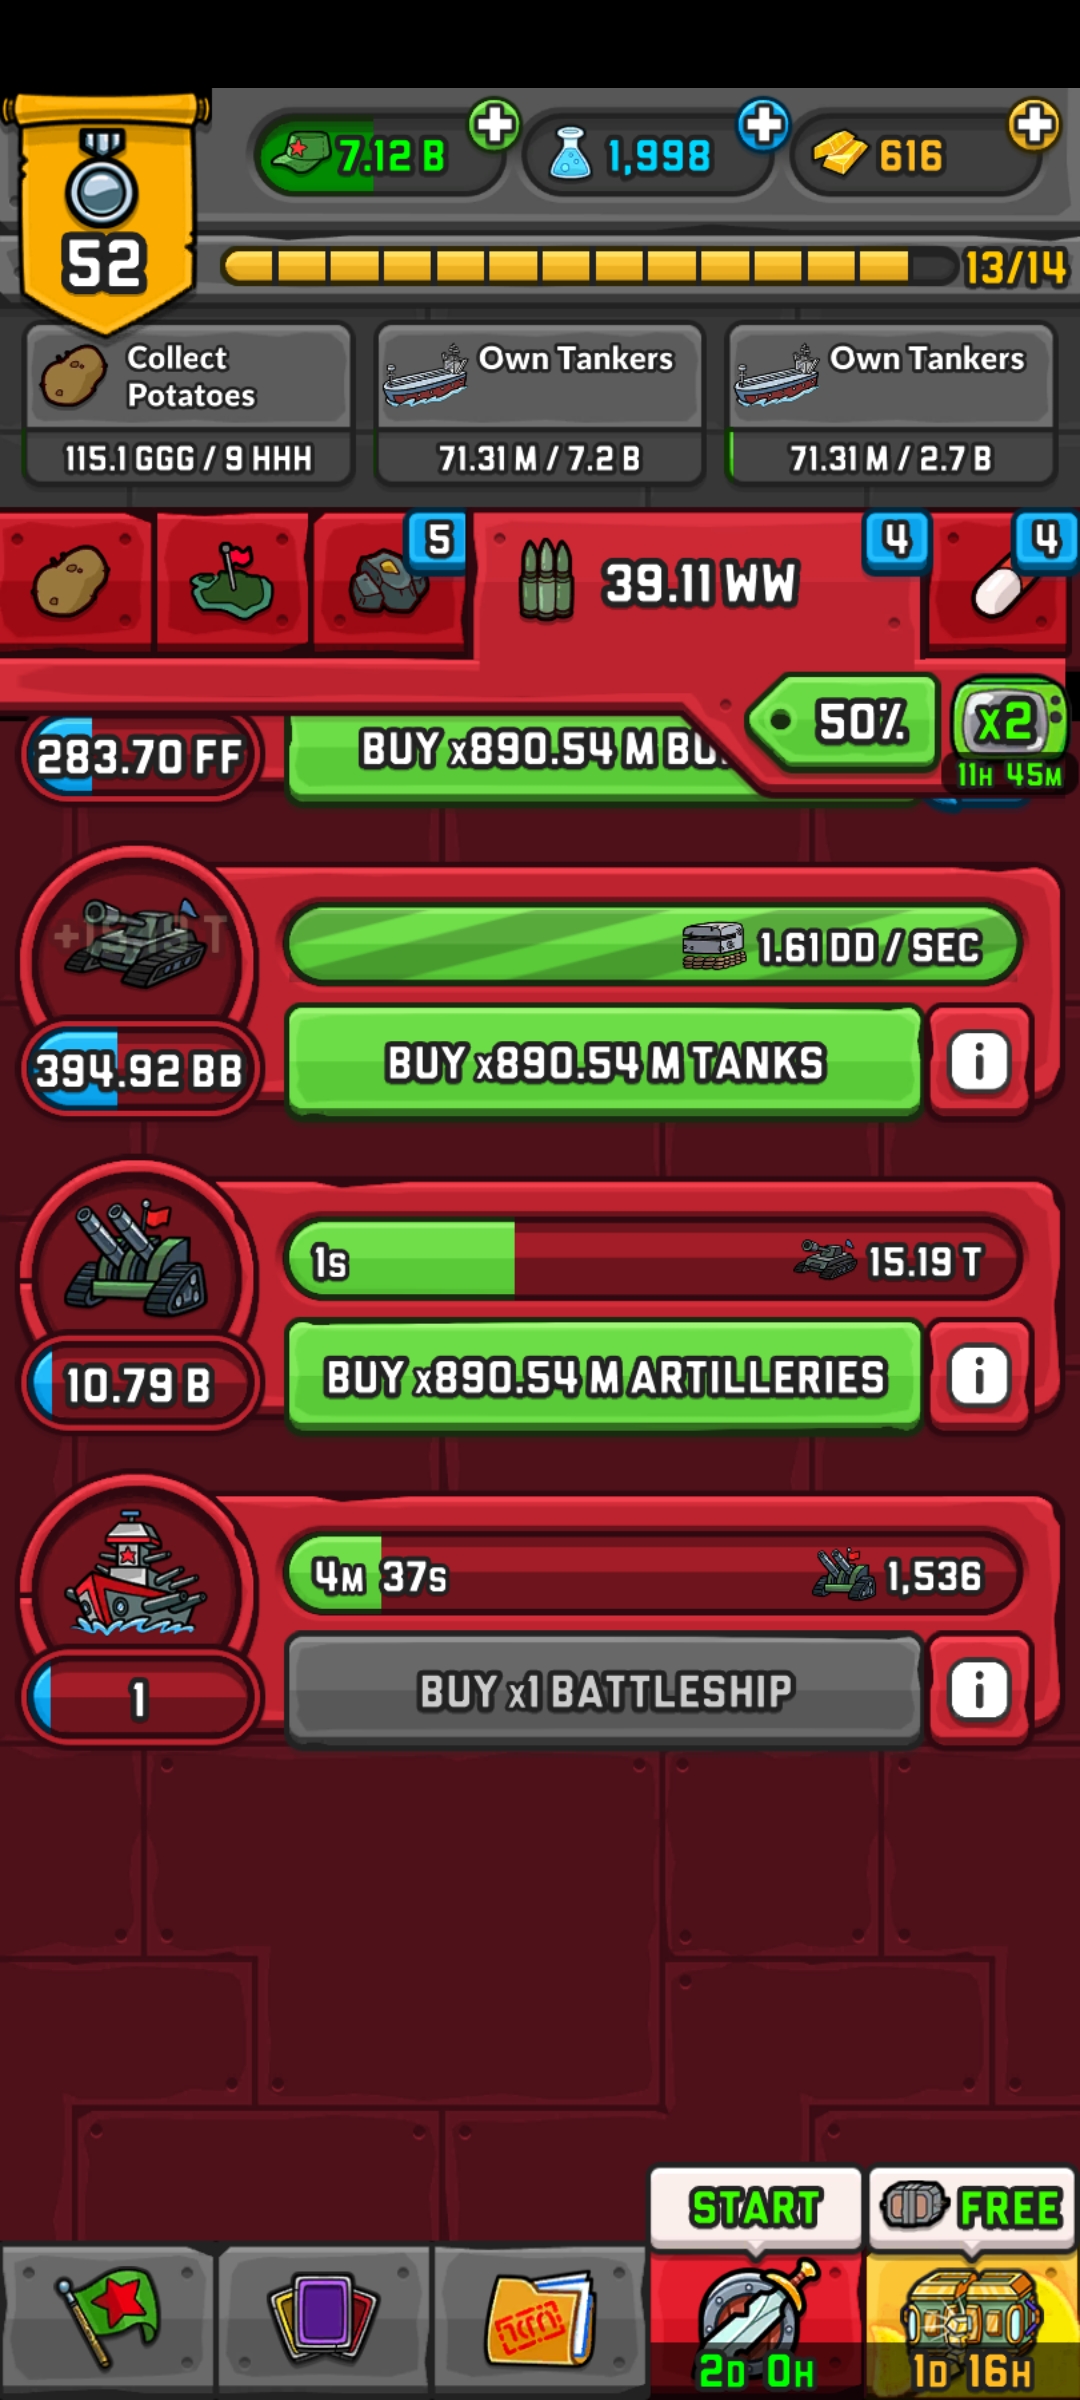 7.12 B
1,998
616
52
13/14
Collect
Potatoes
115.1 GGG / 9 HHH
Own Tankers
71.31 M / 7.2 B
Own Tankers
71.31 M / 2.7 B
5
39.11 WW
4
4
50%
x2
11H 45M
283.70 FF
BUY x890.54 M BU
+15.19 T
1.61 DD / SEC
394.92 BB
BUY x890.54 M TANKS
i
1s
15.19 T
10.79 B
BUY x890.54 M ARTILLERIES
i
4M 37s
1,536
1
BUY x1 BATTLESHIP
i
START
FREE
2D 0H
1D 16H